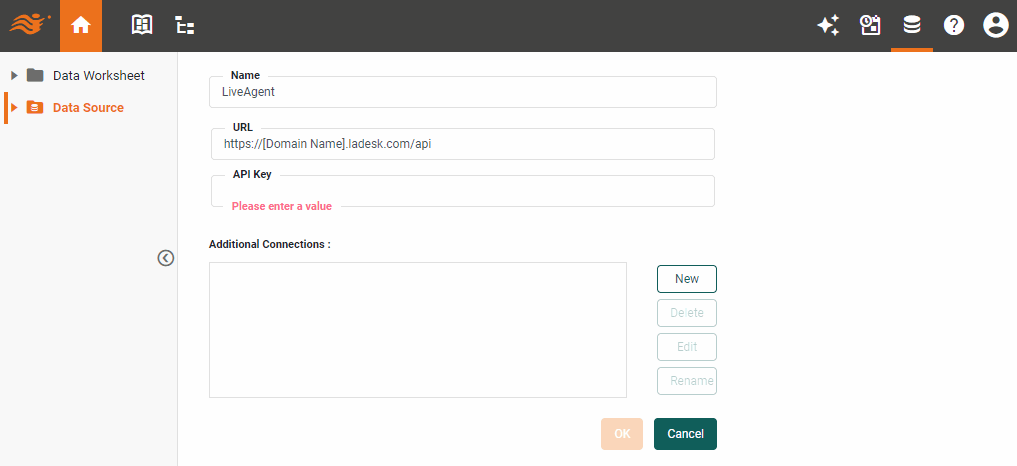 Data Worksheet
Data Source
Name
LiveAgent
URL
https://[Domain Name].ladesk.com/api
API Key
Please enter a value
Additional Connections :
New
Delete
Edit
Rename
OK
Cancel